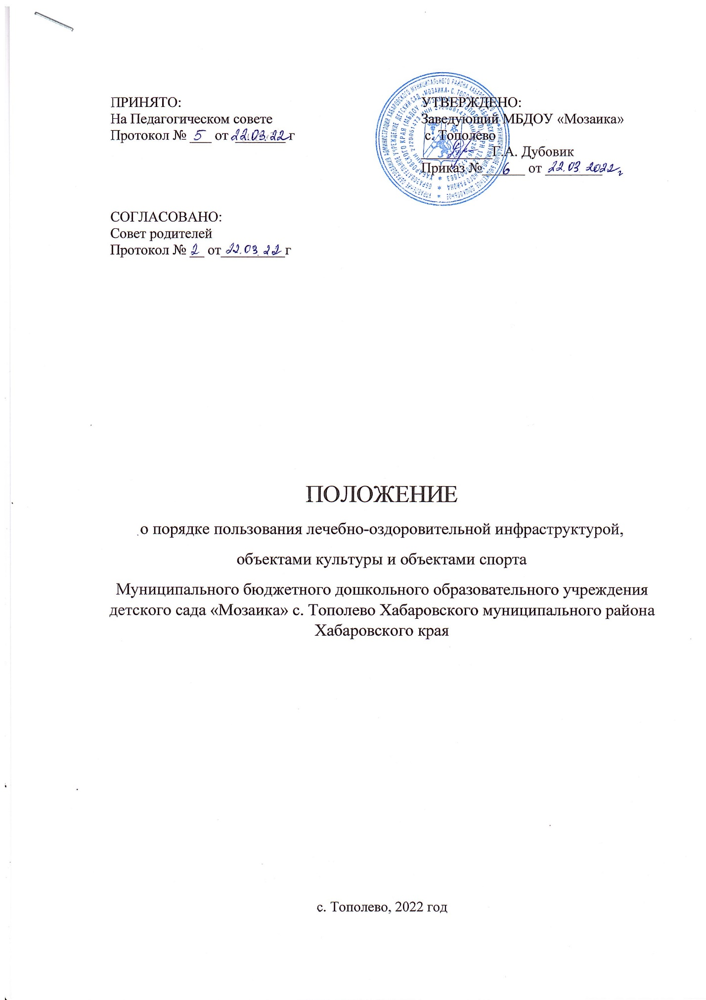 ПРИНЯТО:
На Педагогическом совете
Протокол № 5 от 22.03.22 г
УТВЕРЖДЕНО:
Заведующий МБДОУ «Мозаика»
с. Тополево
Г.А. Дубовик
Приказ № 6 от 22.03 2022 г
СОГЛАСОВАНО:
Совет родителей
Протокол № 2 от 22.03.22 г
ПОЛОЖЕНИЕ
о порядке пользования лечебно-оздоровительной инфраструктурой,
объектами культуры и объектами спорта
Муниципального бюджетного дошкольного образовательного учреждения
детского сада «Мозаика» с. Тополево Хабаровского муниципального района
Хабаровского края
с. Тополево, 2022 год